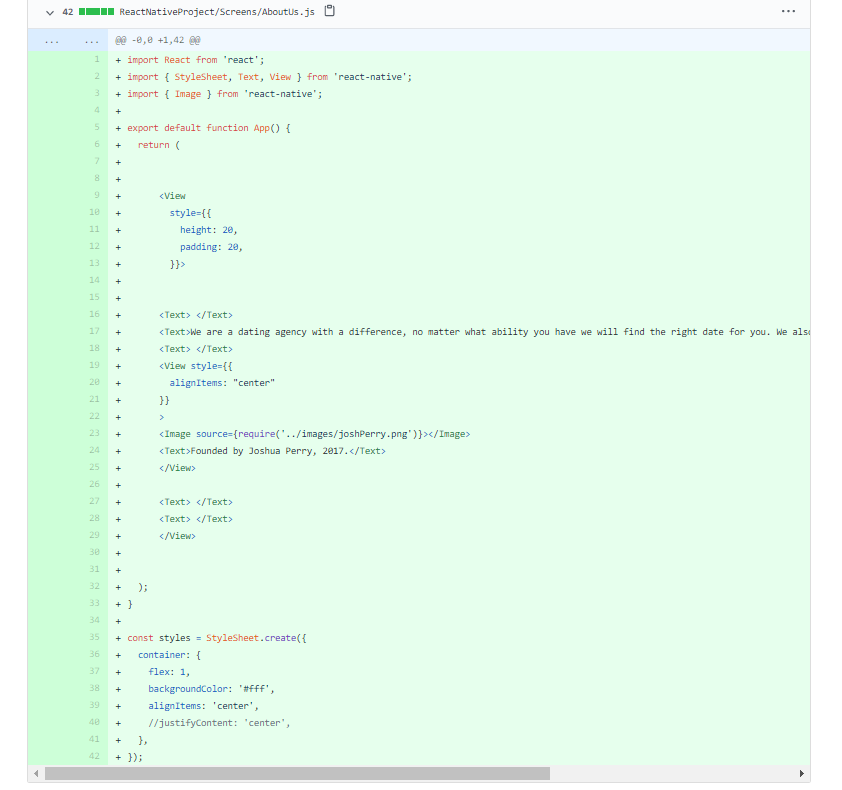 42 ReactNativeProject/Screens/AboutUs.js ...
... ... @@ -0,0 +1,42 @@
1 + import React from 'react';
2 + import { StyleSheet, Text, View } from 'react-native';
3 + import { Image } from 'react-native';
4 +
5 + export default function App() {
6 +   return (
7 +
8 +
9 +       <View
10 +         style={{
11 +           height: 20,
12 +           padding: 20,
13 +         }}>
14 +
15 +
16 +       <Text> </Text>
17 +       <Text>We are a dating agency with a difference, no matter what ability you have we will find the right date for you. We
18 +       <Text> </Text>
19 +       <View style={{
20 +         alignItems: "center"
21 +       }}
22 +       >
23 +       <Image source={require('../images/joshPerry.png')}></Image>
24 +       <Text>Founded by Joshua Perry, 2017.</Text>
25 +       </View>
26 +
27 +       <Text> </Text>
28 +       <Text> </Text>
29 +       </View>
30 +
31 +
32 +   );
33 + }
34 +
35 + const styles = StyleSheet.create({
36 +   container: {
37 +     flex: 1,
38 +     backgroundColor: '#fff',
39 +     alignItems: 'center',
40 +     //justifyContent: 'center',
41 +   },
42 + });